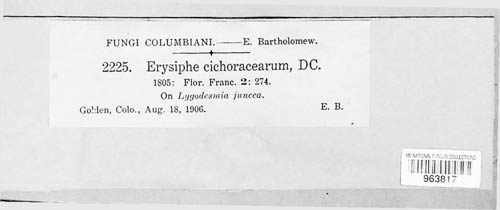 FUNGI COLUMBIANI.——E. Bartholomew.
2225. Erysiphe cichoracearum, DC.
1805: Flor. Franc. 2: 274.
On Lygodesmia juncea.
Golden, Colo., Aug. 18, 1906. E. B.
US NATIONAL FUNGUS COLLECTIONS
963817